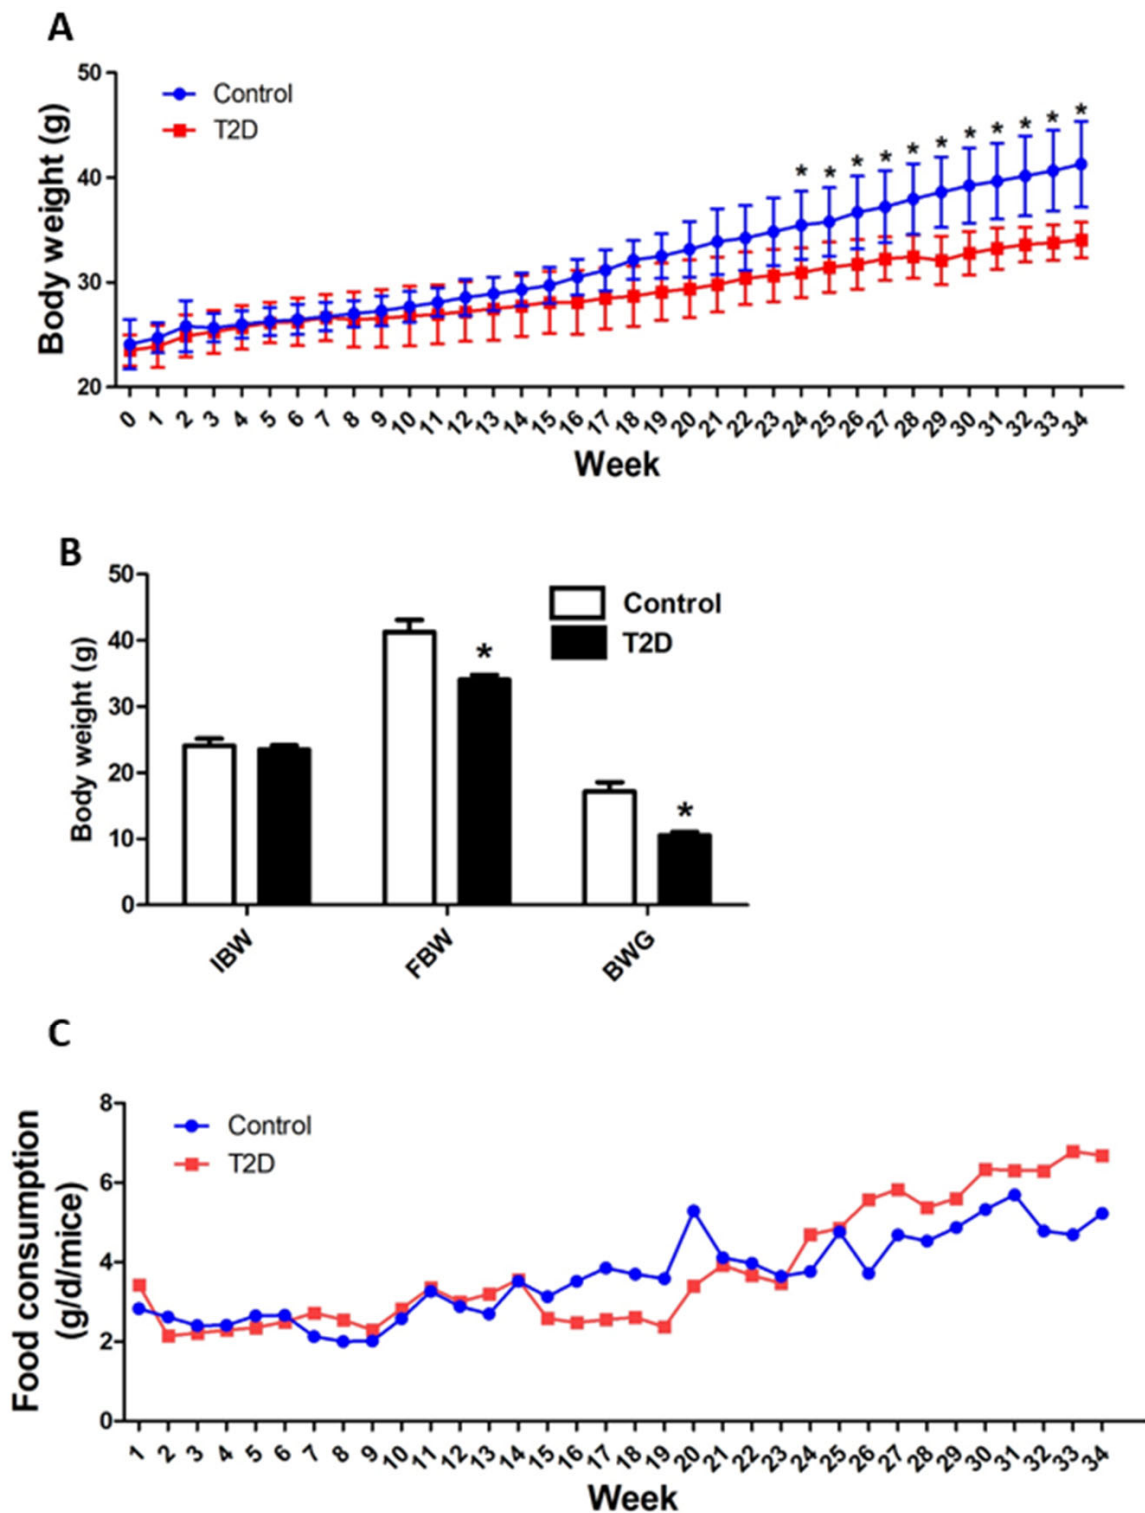 A
Body weight (g)
50
40
30
20
Control
T2D
* * * * * * * * * * *
0 1 2 3 4 5 6 7 8 9 10 11 12 13 14 15 16 17 18 19 20 21 22 23 24 25 26 27 28 29 30 31 32 33 34
Week
B
Body weight (g)
50
40
30
20
10
0
Control
T2D
*
*
IBW FBW BWG
C
Food consumption
(g/d/mice)
8
6
4
2
0
Control
T2D
1 2 3 4 5 6 7 8 9 10 11 12 13 14 15 16 17 18 19 20 21 22 23 24 25 26 27 28 29 30 31 32 33 34
Week